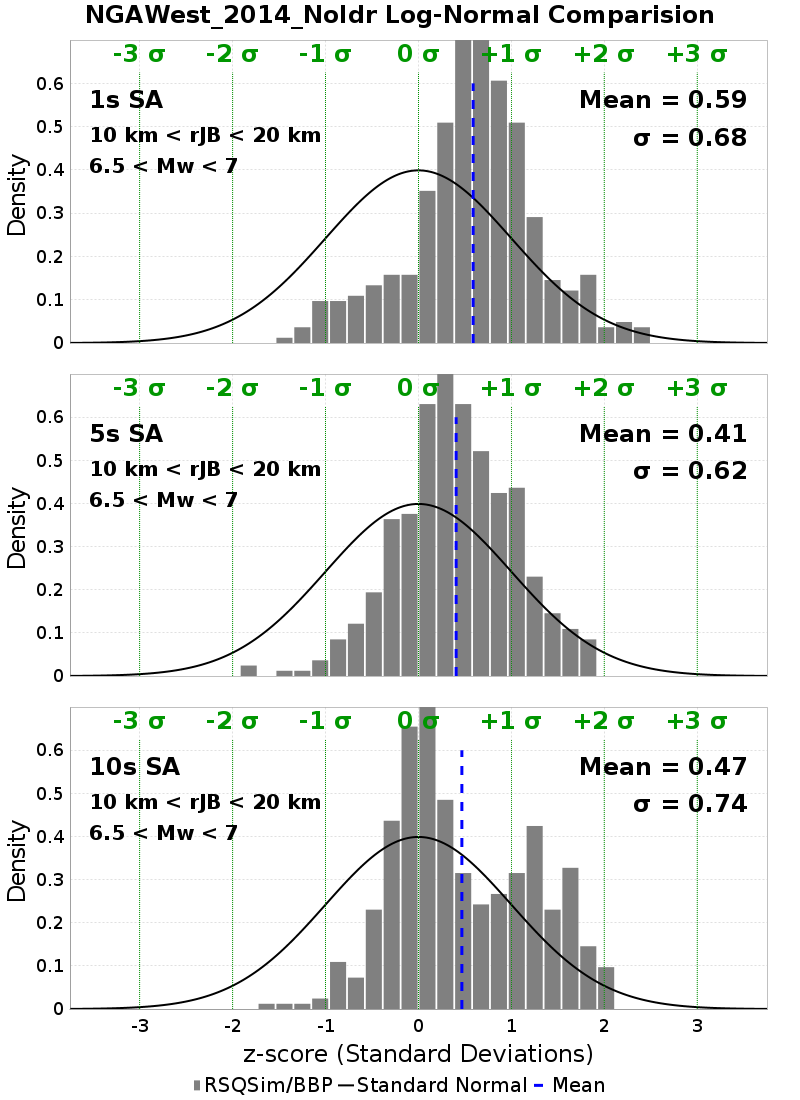 NGAWest_2014_NoIdr Log-Normal Comparision
-3 σ -2 σ -1 σ 0 σ +1 σ +2 σ +3 σ
1s SA
10 km < rJB < 20 km
6.5 < Mw < 7
Mean = 0.59
σ = 0.68
Density
0.6
0.5
0.4
0.3
0.2
0.1
0
-3 σ -2 σ -1 σ 0 σ +1 σ +2 σ +3 σ
5s SA
10 km < rJB < 20 km
6.5 < Mw < 7
Mean = 0.41
σ = 0.62
Density
0.6
0.5
0.4
0.3
0.2
0.1
0
-3 σ -2 σ -1 σ 0 σ +1 σ +2 σ +3 σ
10s SA
10 km < rJB < 20 km
6.5 < Mw < 7
Mean = 0.47
σ = 0.74
Density
0.6
0.5
0.4
0.3
0.2
0.1
0
-3 -2 -1 0 1 2 3
z-score (Standard Deviations)
RSQSim/BBP Standard Normal Mean